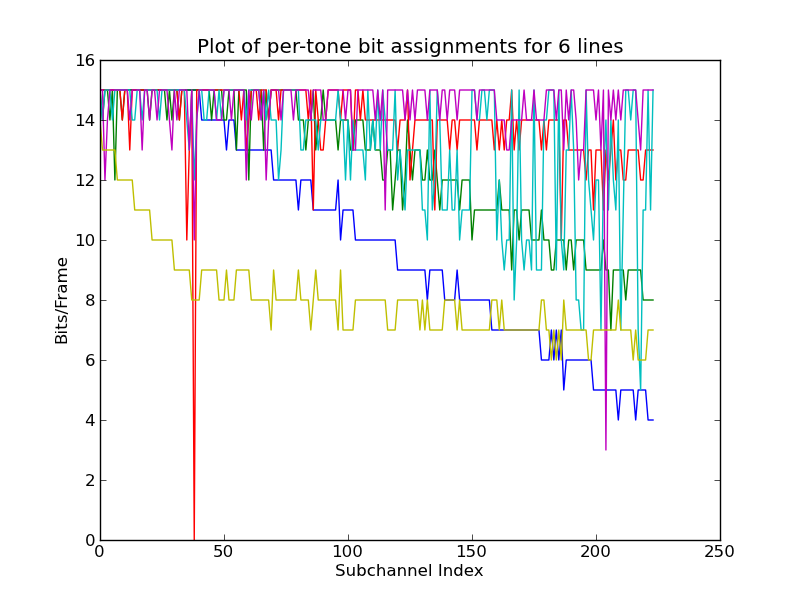 Plot of per-tone bit assignments for 6 lines
16
14
12
10
8
6
4
2
0
Bits/Frame
0 50 100 150 200 250
Subchannel Index